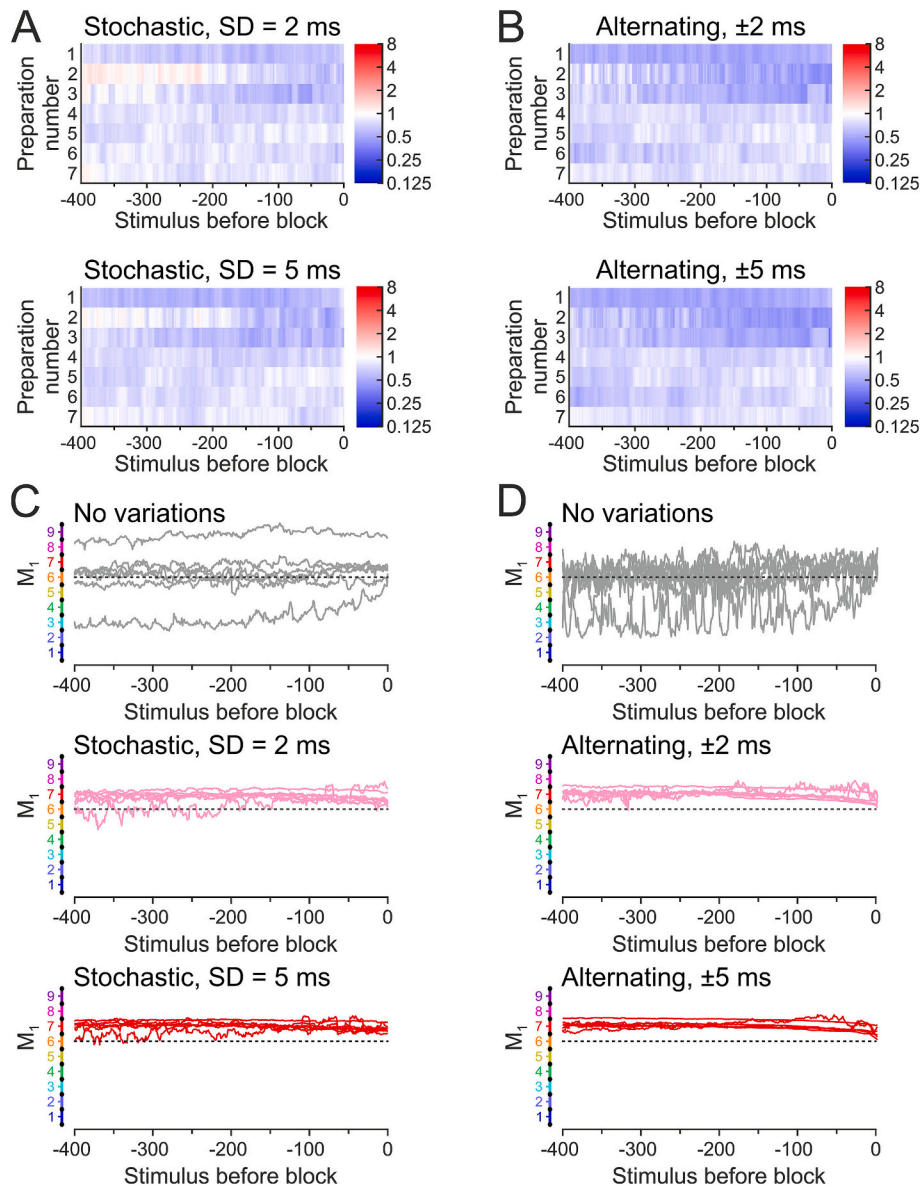 A
Stochastic, SD = 2 ms
Preparation
number
1
2
3
4
5
6
7
8
4
2
1
0.5
0.25
0.125
-400 -300 -200 -100 0
Stimulus before block
B
Alternating, ±2 ms
Preparation
number
1
2
3
4
5
6
7
8
4
2
1
0.5
0.25
0.125
-400 -300 -200 -100 0
Stimulus before block
Stochastic, SD = 5 ms
Preparation
number
1
2
3
4
5
6
7
8
4
2
1
0.5
0.25
0.125
-400 -300 -200 -100 0
Stimulus before block
Alternating, ±5 ms
Preparation
number
1
2
3
4
5
6
7
8
4
2
1
0.5
0.25
0.125
-400 -300 -200 -100 0
Stimulus before block
C
No variations
M1
9
8
7
6
5
4
3
2
1
-400 -300 -200 -100 0
Stimulus before block
D
No variations
M1
9
8
7
6
5
4
3
2
1
-400 -300 -200 -100 0
Stimulus before block
Stochastic, SD = 2 ms
M1
9
8
7
6
5
4
3
2
1
-400 -300 -200 -100 0
Stimulus before block
Alternating, ±2 ms
M1
9
8
7
6
5
4
3
2
1
-400 -300 -200 -100 0
Stimulus before block
Stochastic, SD = 5 ms
M1
9
8
7
6
5
4
3
2
1
-400 -300 -200 -100 0
Stimulus before block
Alternating, ±5 ms
M1
9
8
7
6
5
4
3
2
1
-400 -300 -200 -100 0
Stimulus before block